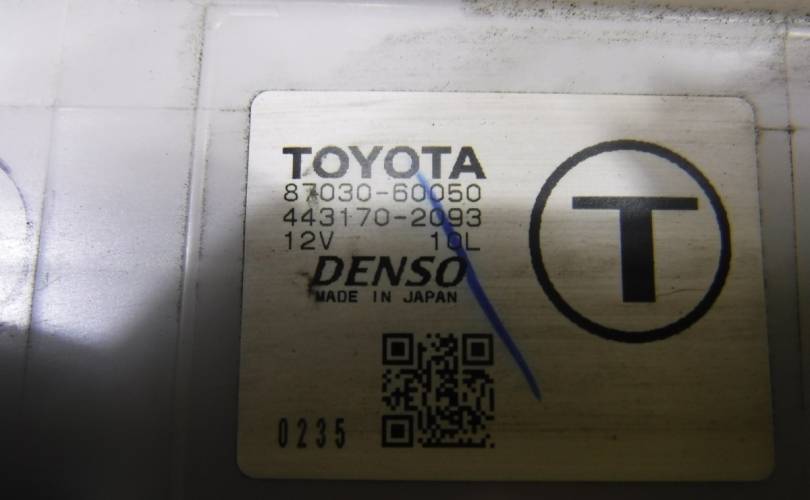 TOYOTA
87030-60050
443170-2093
12V 10L
DENSO
MADE IN JAPAN
T
0235